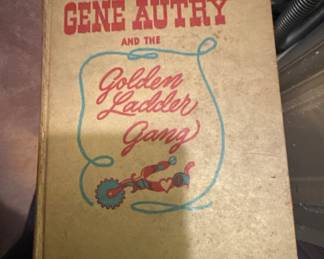 GENE AUTRY
AND THE
Golden
Ladder
Gang